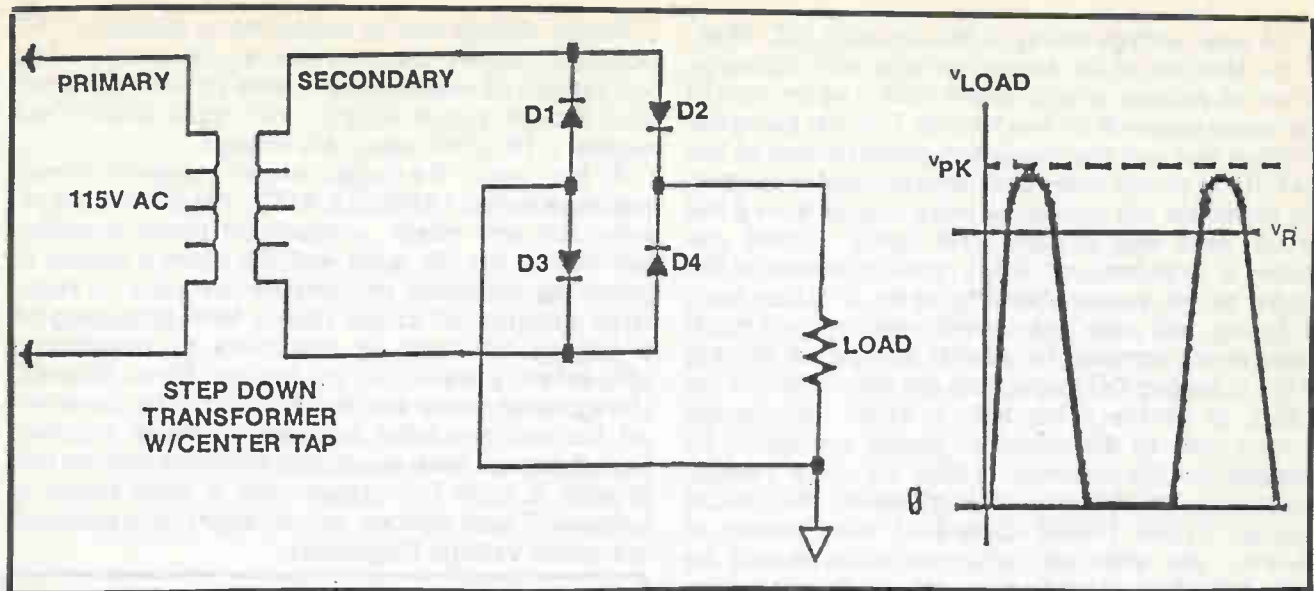 PRIMARY
SECONDARY
115V AC
STEP DOWN
TRANSFORMER
W/CENTER TAP
D1
D2
D3
D4
LOAD
VLOAD
VPK
VR
0